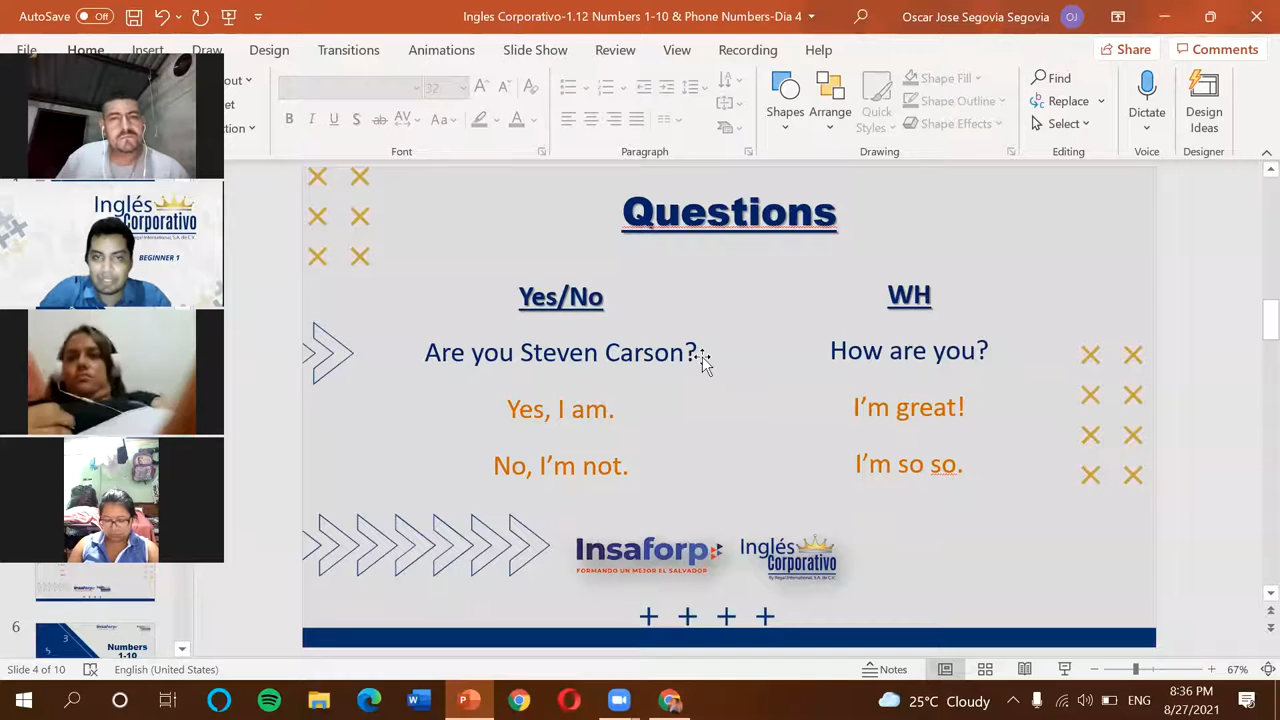 AutoSave Off
Ingles Corporativo-1.12 Numbers 1-10 & Phone Numbers-Dia 4
Oscar Jose Segovia Segovia
OJ
File Home Insert Draw Design Transitions Animations Slide Show Review View Recording Help
Share
Comments
Shapes
Arrange
Quick Styles
Shape Fill
Shape Outline
Shape Effects
Find
Replace
Select
Dictate
Design Ideas
Font
Paragraph
Drawing
Editing
Voice
Designer
Inglés Corporativo
BEGINNER 1
Questions
Yes/No
WH
Are you Steven Carson?
How are you?
Yes, I am.
I'm great!
No, I'm not.
I'm so so.
Insaforp
FORMANDO UN MEJOR EL SALVADOR
Inglés Corporativo
By Regal International, S.A. de C.V.
6
Numbers
1-10
Slide 4 of 10
English (United States)
Notes
67%
25°C Cloudy
ENG
8:36 PM
8/27/2021